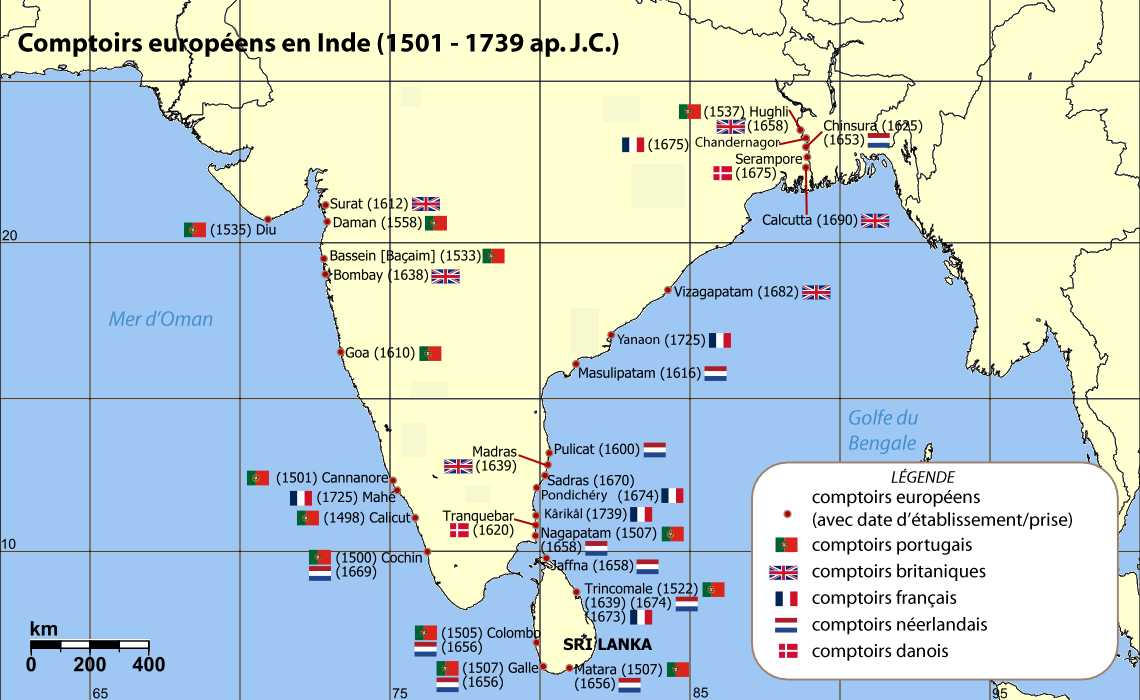 Comptoirs européens en Inde (1501 - 1739 ap. J.C.)
(1537) Hughli
(1658)
Chinsura (1625)
(1653)
(1675) Chandernagor
Serampore
(1675)
Calcutta (1690)
Surat (1612)
Daman (1558)
(1535) Diu
20
Bassein [Baçaim] (1533)
Bombay (1638)
Vizagapatam (1682)
Mer d'Oman
Yanaon (1725)
Goa (1610)
Masulipatam (1616)
Golfe du
Bengale
Pulicat (1600)
Madras
(1639)
(1501) Cannanore
Sadras (1670)
(1725) Mahé
Pondichéry (1674)
(1498) Calicut
Kârikâl (1739)
Tranquebar
(1620)
Nagapatam (1507)
(1658)
10
(1500) Cochin
(1669)
Jaffna (1658)
Trincomale (1522)
(1639) (1674)
(1673)
(1505) Colombo
(1656)
SRI LANKA
(1507) Galle
(1656)
Matara (1507)
(1656)
km
0 200 400
65 75 85 95
LÉGENDE
comptoirs européens
(avec date d'établissement/prise)
comptoirs portugais
comptoirs britaniques
comptoirs français
comptoirs néerlandais
comptoirs danois